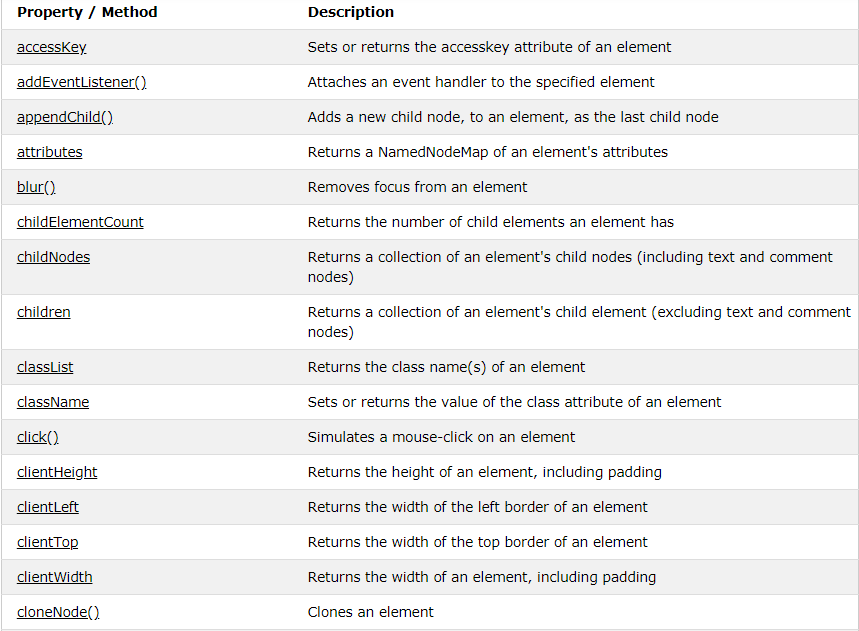 Property / Method Description
accessKey Sets or returns the accesskey attribute of an element
addEventListener() Attaches an event handler to the specified element
appendChild() Adds a new child node, to an element, as the last child node
attributes Returns a NamedNodeMap of an element's attributes
blur() Removes focus from an element
childElementCount Returns the number of child elements an element has
childNodes Returns a collection of an element's child nodes (including text and comment
nodes)
children Returns a collection of an element's child element (excluding text and comment
nodes)
classList Returns the class name(s) of an element
className Sets or returns the value of the class attribute of an element
click() Simulates a mouse-click on an element
clientHeight Returns the height of an element, including padding
clientLeft Returns the width of the left border of an element
clientTop Returns the width of the top border of an element
clientWidth Returns the width of an element, including padding
cloneNode() Clones an element